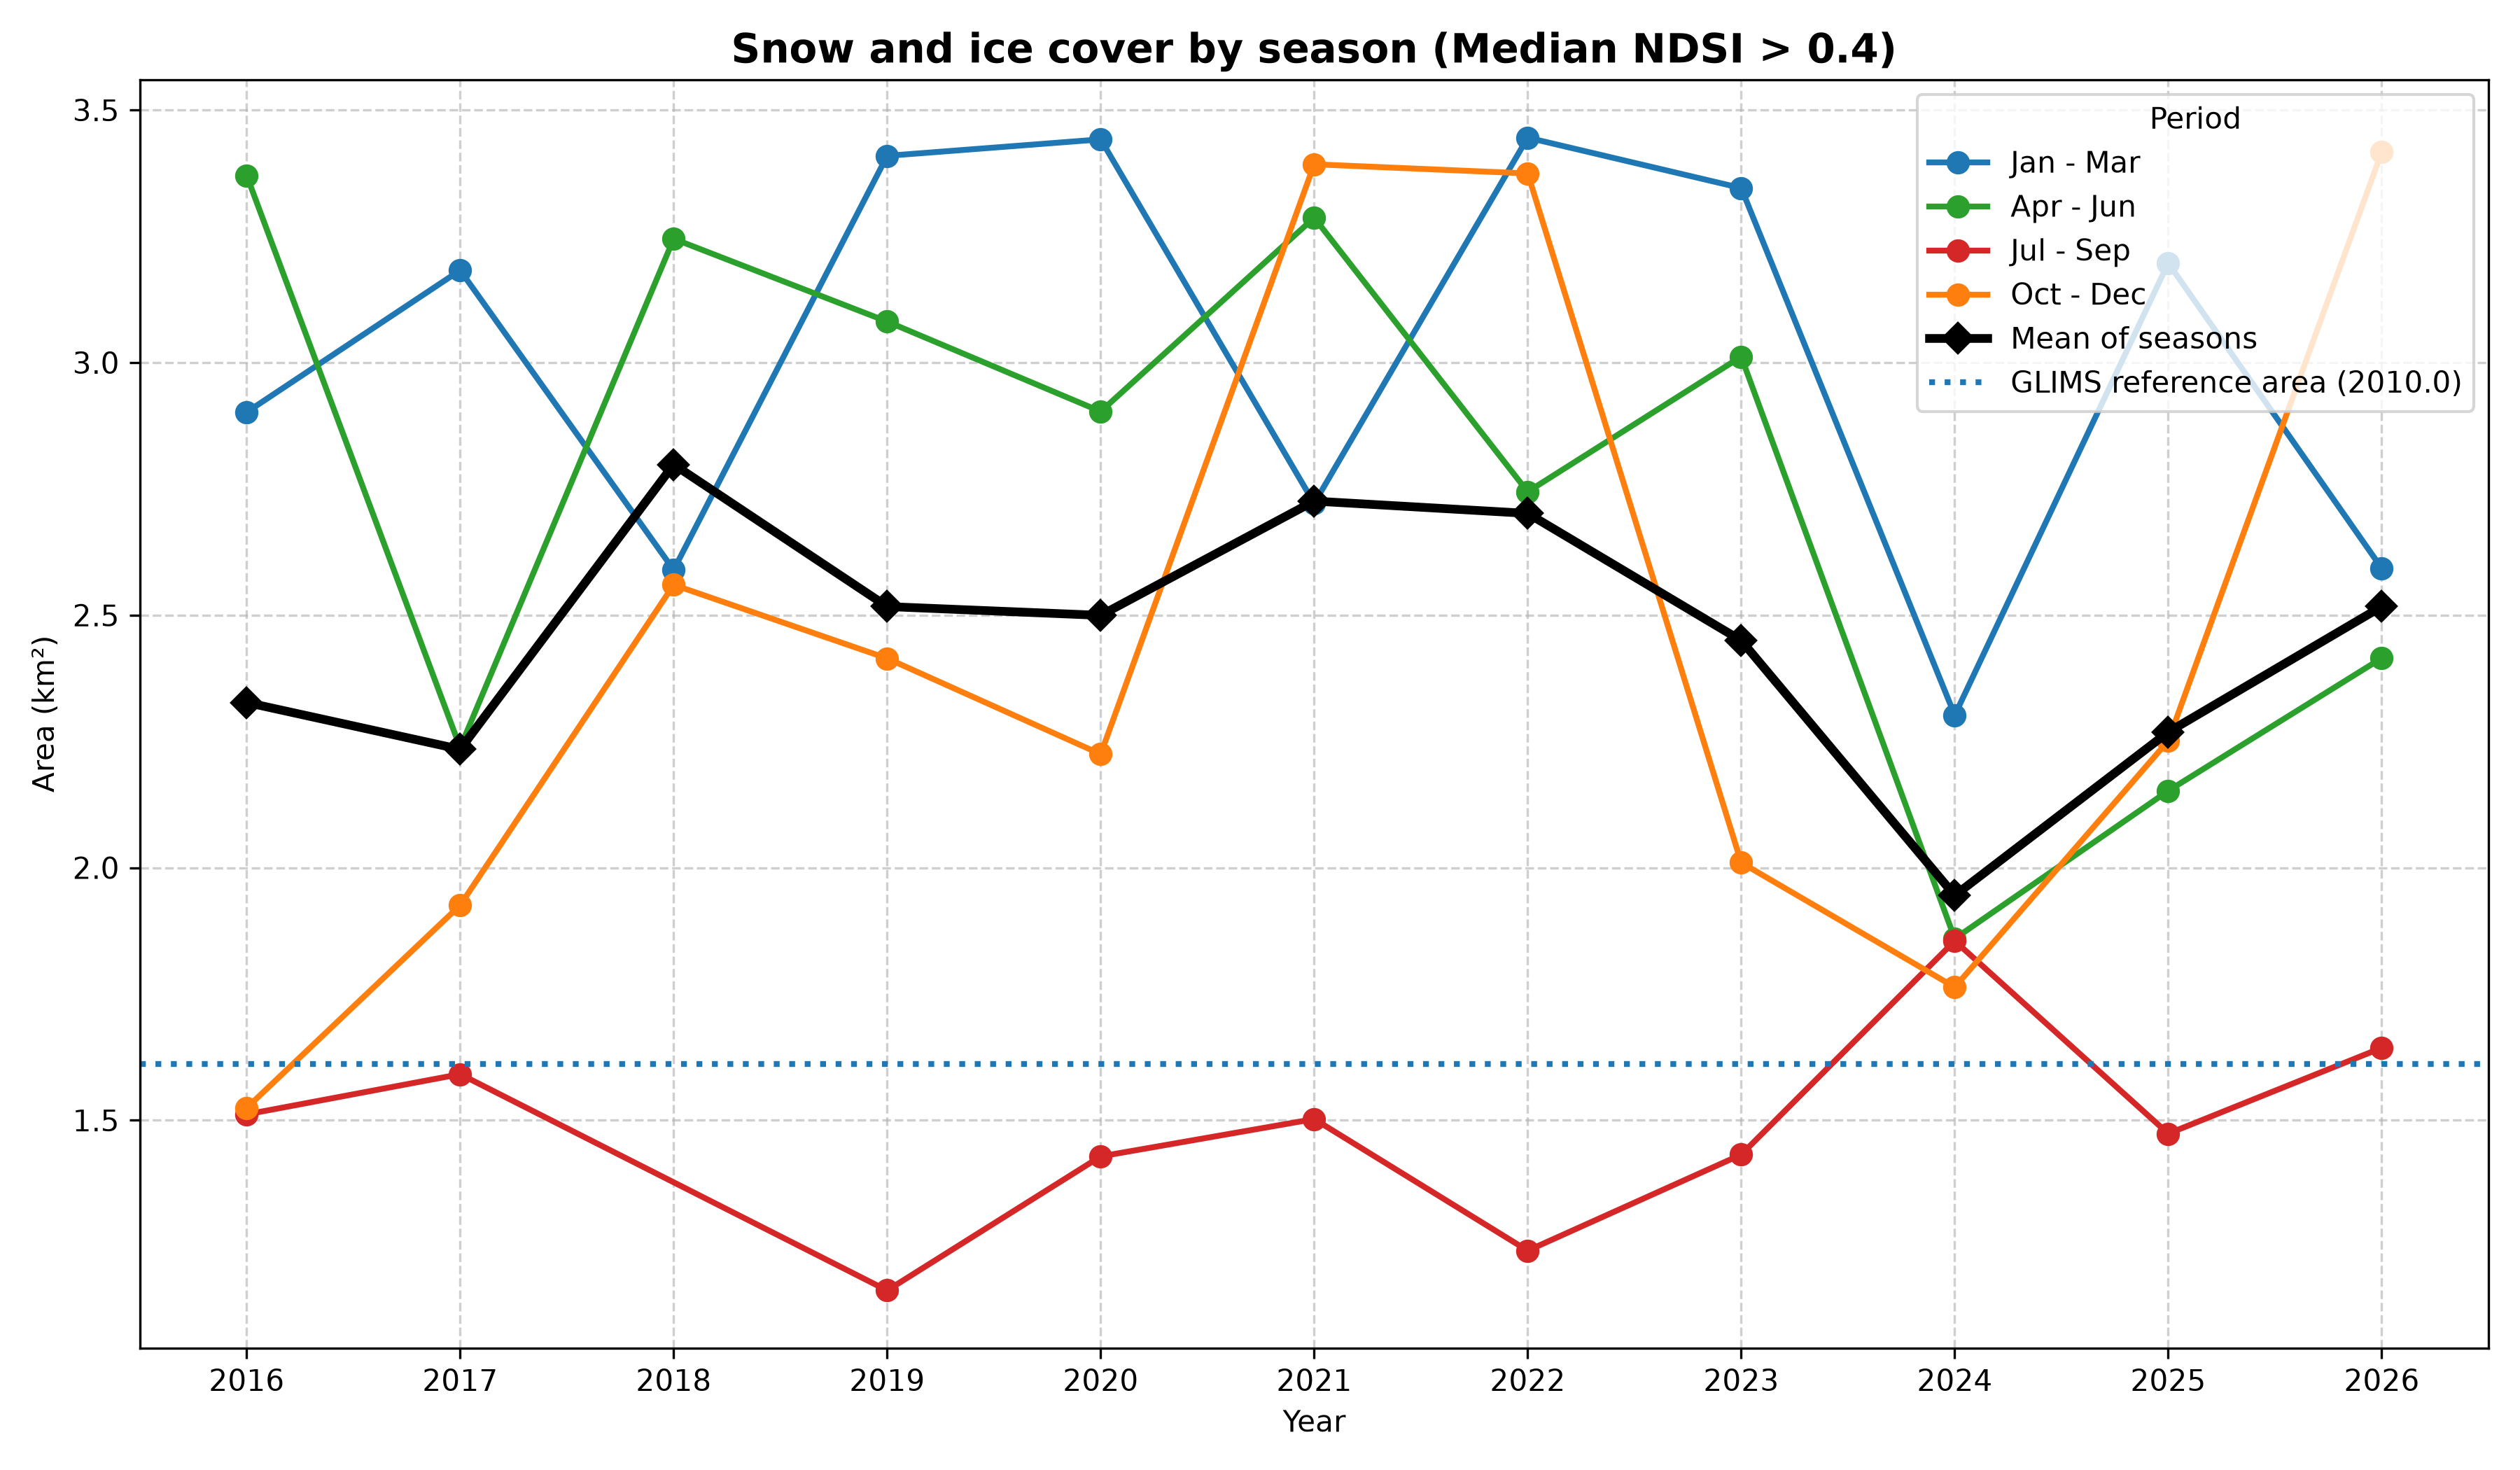 Snow and ice cover by season (Median NDSI > 0.4)
Period
Jan - Mar
Apr - Jun
Jul - Sep
Oct - Dec
Mean of seasons
GLIMS reference area (2010.0)
3.5
3.0
2.5
2.0
1.5
Area (km²)
2016 2017 2018 2019 2020 2021 2022 2023 2024 2025 2026
Year